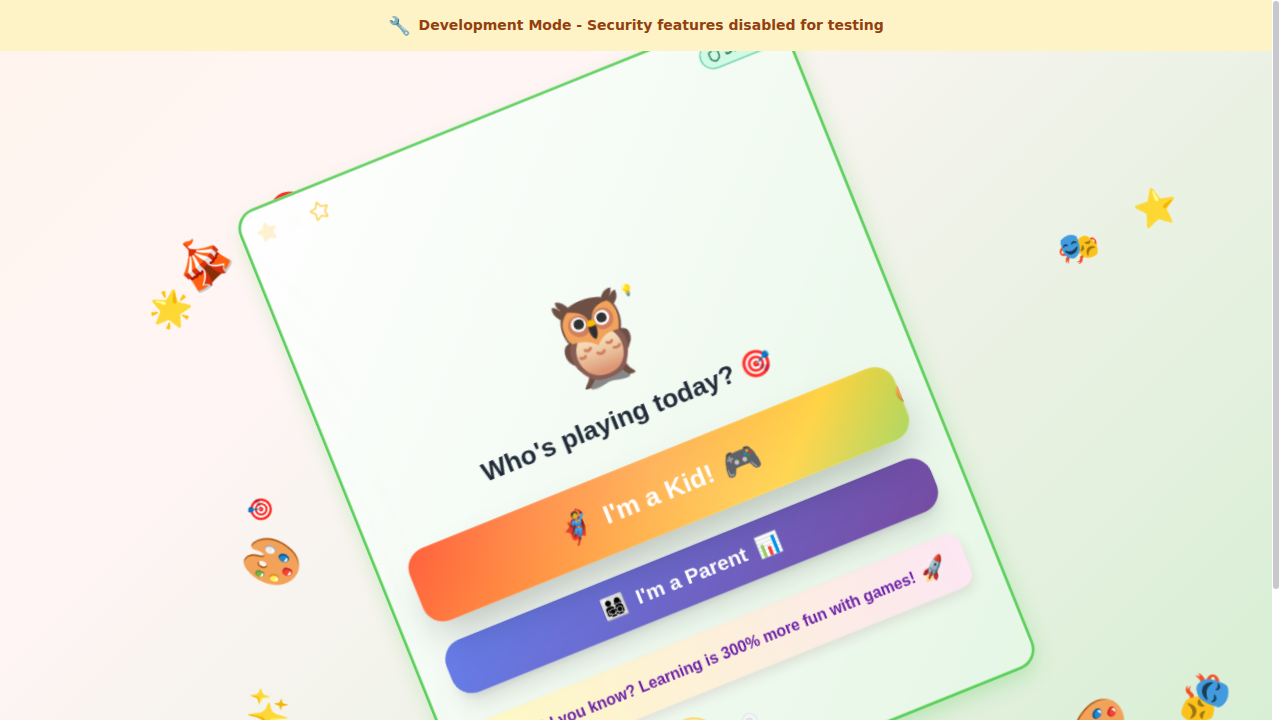 Development Mode - Security features disabled for testing
Who's playing today?
I'm a Kid!
I'm a Parent
you know? Learning is 300% more fun with games!